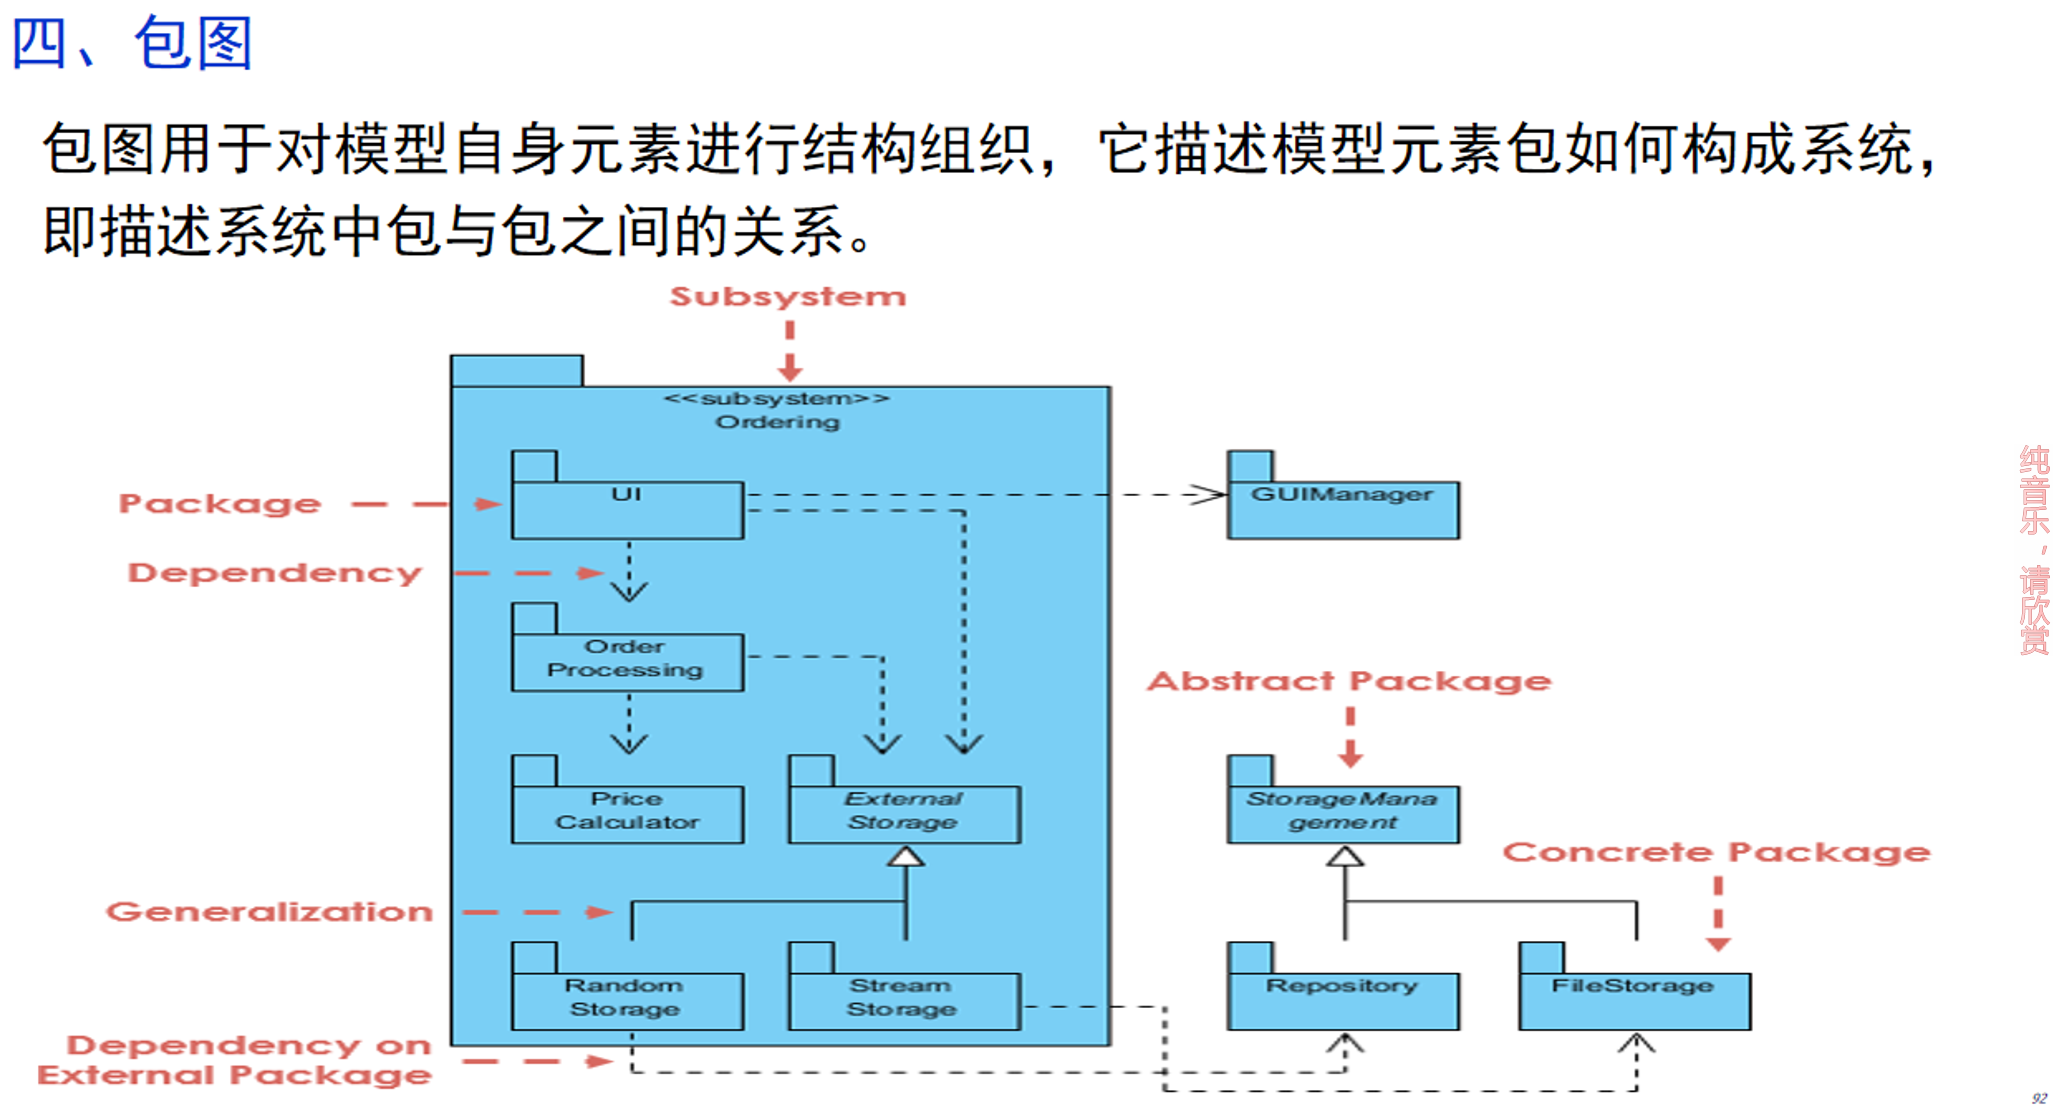 四、包图
包图用于对模型自身元素进行结构组织，它描述模型元素包如何构成系统，
即描述系统中包与包之间的关系。
Subsystem
<<subsystem>>
Ordering
Package
UI
GUIManager
Dependency
Order
Processing
Abstract Package
Price
Calculator
External
Storage
StorageMana
gement
Concrete Package
Generalization
Random
Storage
Stream
Storage
Repository
FileStorage
Dependency on
External Package
纯音乐，请欣赏
92